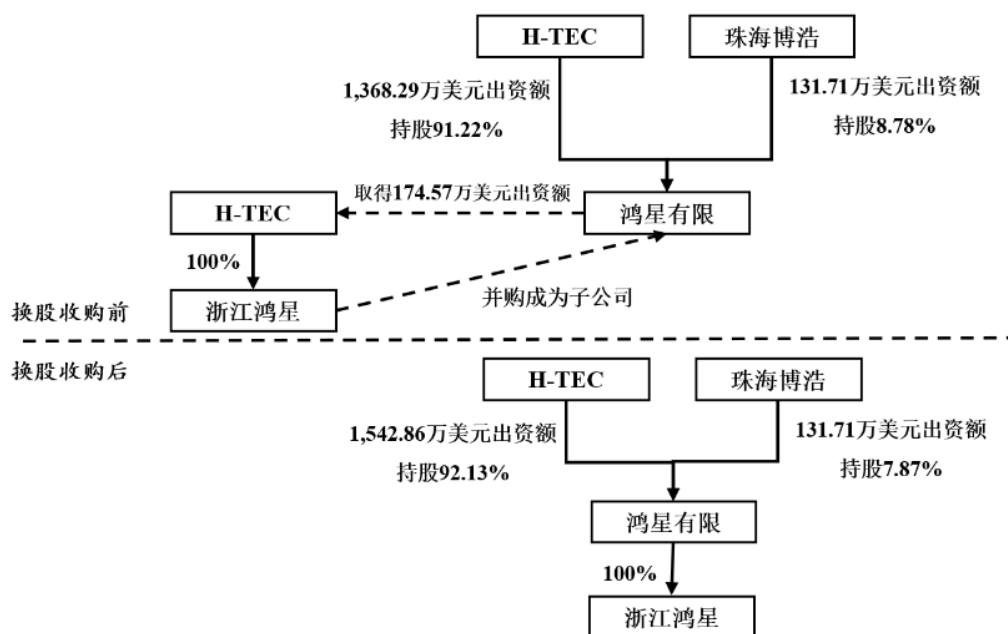 H-TEC
珠海博浩
1,368.29万美元出资额
持股91.22%
131.71万美元出资额
持股8.78%
取得174.57万美元出资额
H-TEC
鸿星有限
100%
浙江鸿星
并购成为子公司
换股收购前
换股收购后
H-TEC
珠海博浩
1,542.86万美元出资额
持股92.13%
131.71万美元出资额
持股7.87%
鸿星有限
100%
浙江鸿星